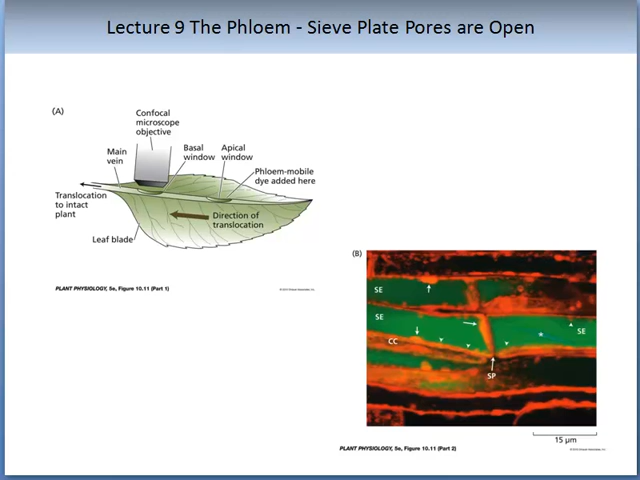 Lecture 9 The Phloem - Sieve Plate Pores are Open
(A)
Confocal
microscope
objective
Main
vein
Basal
window
Apical
window
Phloem-mobile
dye added here
Translocation
to intact
plant
Direction of
translocation
Leaf blade
PLANT PHYSIOLOGY, 5e, Figure 10.11 (Part 1)
(B)
SE
SE
SE
CC
SP
15 µm
PLANT PHYSIOLOGY, 5e, Figure 10.11 (Part 2)